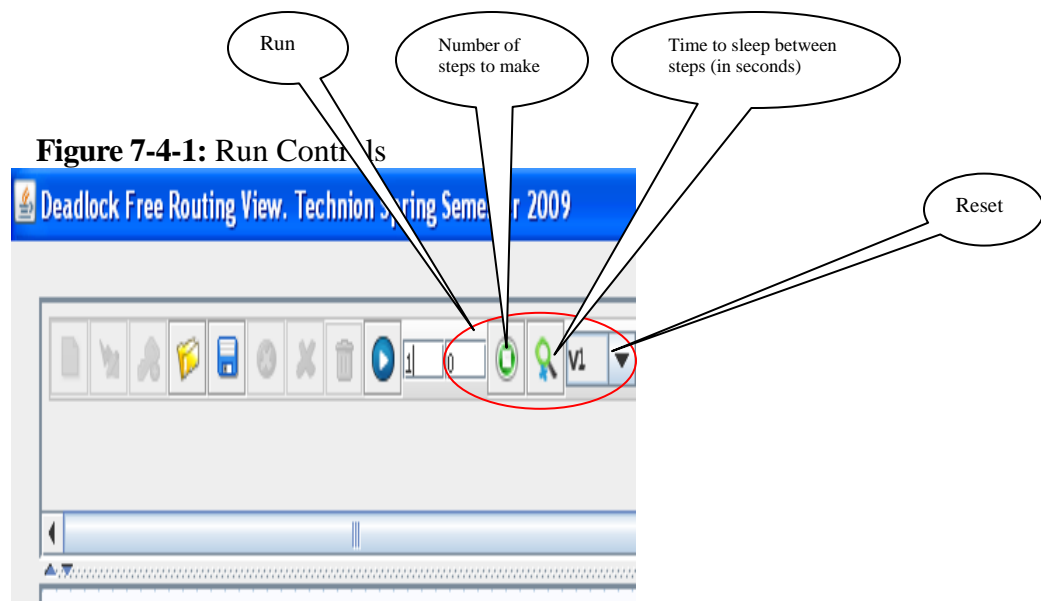 Run
Number of
steps to make
Time to sleep between
steps (in seconds)
Figure 7-4-1: Run Controls
Reset
Deadlock Free Routing View. Technion Spring Semester 2009
1
0
V1